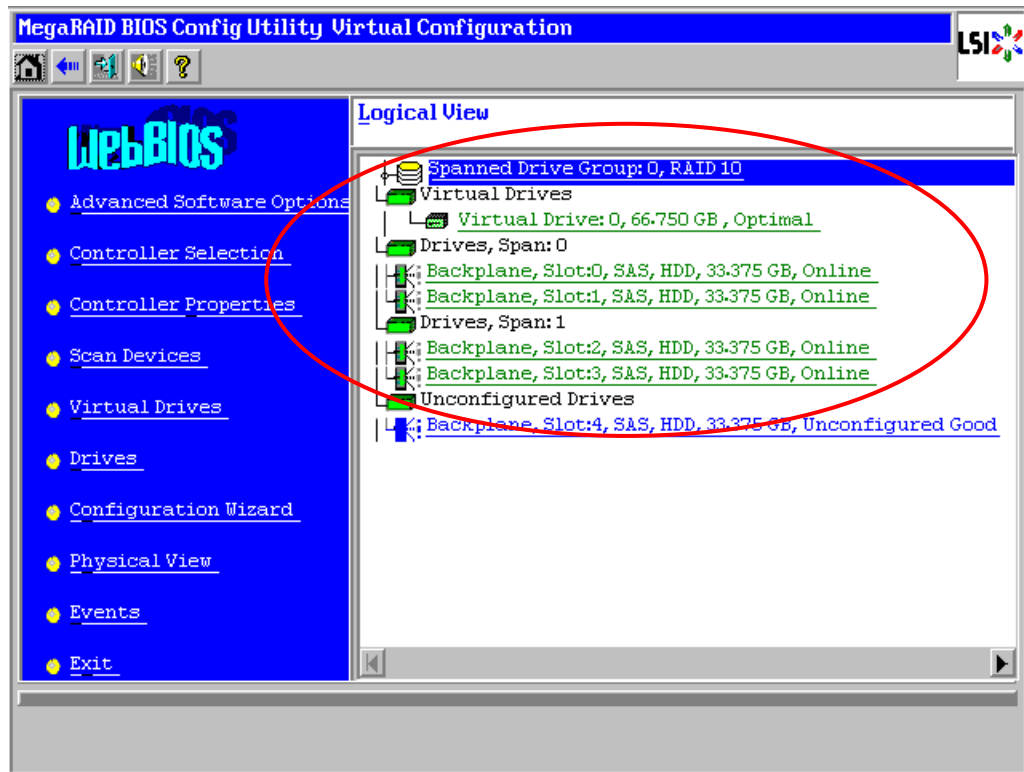 MegaRAID BIOS Config Utility Virtual Configuration
LSI
?
WebBIOS
Logical View
Advanced Software Options
Controller Selection
Controller Properties
Scan Devices
Virtual Drives
Drives
Configuration Wizard
Physical View
Events
Exit
Spanned Drive Group: 0, RAID 10
Virtual Drives
Virtual Drive: 0, 66.750 GB, Optimal
Drives, Span: 0
Backplane, Slot:0, SAS, HDD, 33.375 GB, Online
Backplane, Slot:1, SAS, HDD, 33.375 GB, Online
Drives, Span: 1
Backplane, Slot:2, SAS, HDD, 33.375 GB, Online
Backplane, Slot:3, SAS, HDD, 33.375 GB, Online
Unconfigured Drives
Backplane, Slot:4, SAS, HDD, 33.375 GB, Unconfigured Good